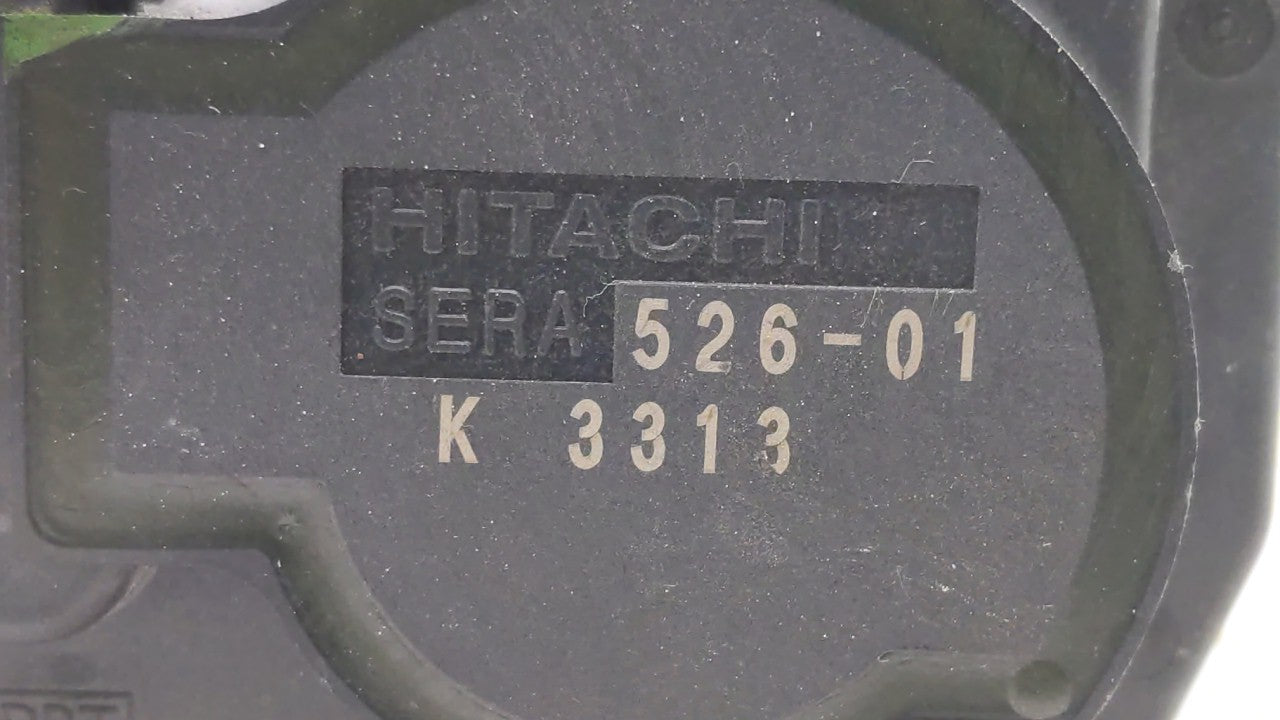 HITACHI
SERA 526-01
K 3313